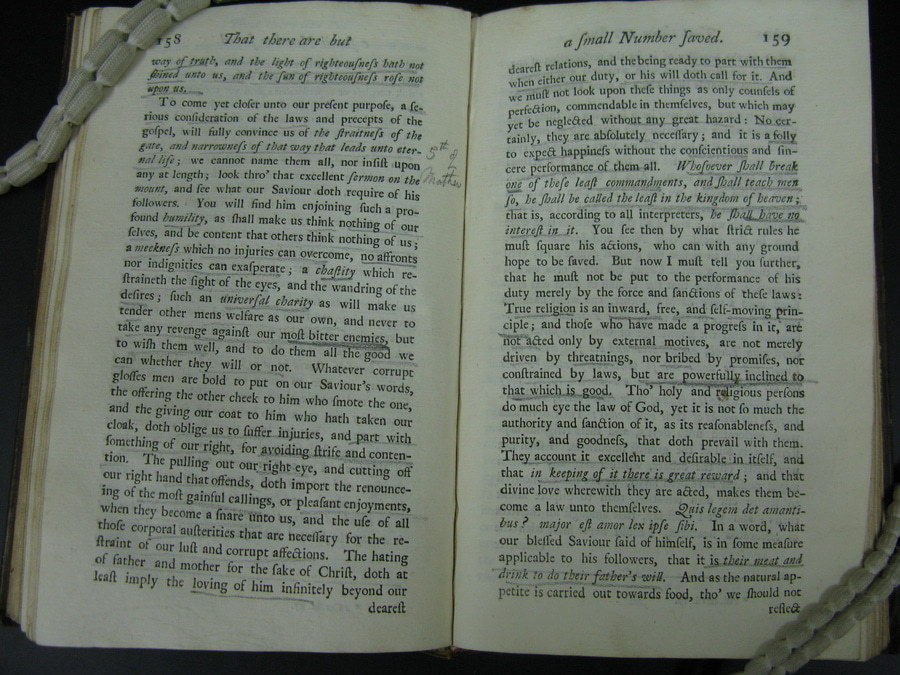 158 That there are but
way of truth, and the light of righteouſneſs hath not
ſhined unto us, and the ſun of righteouſneſs roſe not
upon us.
To come yet cloſer unto our preſent purpoſe, a ſe-
rious conſideration of the laws and precepts of the
goſpel, will fully convince us of the ſtraitneſs of the
gate, and narrowneſs of that way that leads unto eter-
nal life; we cannot name them all, nor inſiſt upon
any at length; look thro' that excellent ſermon on the
mount, and ſee what our Saviour doth require of his
followers. You will find him enjoining ſuch a pro-
found humility, as ſhall make us think nothing of our
ſelves, and be content that others think nothing of us;
a meekneſs which no injuries can overcome, no affronts
nor indignities can exaſperate; a chaſtity which re-
ſtraineth the ſight of the eyes, and the wandring of the
deſires; ſuch an univerſal charity as will make us
tender other mens welfare as our own, and never to
take any revenge againſt our moſt bitter enemies, but
to wiſh them well, and to do them all the good we
can whether they will or not. Whatever corrupt
gloſſes men are bold to put on our Saviour's words,
the offering the other cheek to him who ſmote the one,
and the giving our coat to him who hath taken our
cloak, doth oblige us to ſuffer injuries, and part with
ſomething of our right, for avoiding ſtrife and conten-
tion. The pulling out our right eye, and cutting off
our right hand that offends, doth import the renounce-
ing of the moſt gainful callings, or pleaſant enjoyments,
when they become a ſnare unto us, and the uſe of all
thoſe corporal auſterities that are neceſſary for the re-
ſtraint of our luſt and corrupt affections. The hating
of father and mother for the ſake of Chriſt, doth at
leaſt imply the loving of him infinitely beyond our
deareſt
5th of
Mathew
a ſmall Number ſaved. 159
deareſt relations, and the being ready to part with them
when either our duty, or his will doth call for it. And
we muſt not look upon theſe things as only counſels of
perfection, commendable in themſelves, but which may
yet be neglected without any great hazard: No cer-
tainly, they are abſolutely neceſſary; and it is a folly
to expect happineſs without the conſcientious and ſin-
cere performance of them all. Whoſoever ſhall break
one of theſe leaſt commandments, and ſhall teach men
ſo, he ſhall be called the leaſt in the kingdom of heaven;
that is, according to all interpreters, he ſhall have no
intereſt in it. You ſee then by what ſtrict rules he
muſt ſquare his actions, who can with any ground
hope to be ſaved. But now I muſt tell you further,
that he muſt not be put to the performance of his
duty merely by the force and ſanctions of theſe laws:
True religion is an inward, free, and ſelf-moving prin-
ciple; and thoſe who have made a progreſs in it, are
not acted only by external motives, are not merely
driven by threatnings, nor bribed by promiſes, nor
conſtrained by laws, but are powerfully inclined to
that which is good. Tho' holy and religious perſons
do much eye the law of God, yet it is not ſo much the
authority and ſanction of it, as its reaſonableneſs, and
purity, and goodneſs, that doth prevail with them.
They account it excellent and deſirable in itſelf, and
that in keeping of it there is great reward; and that
divine love wherewith they are acted, makes them be-
come a law unto themſelves. Quis legem det amanti-
bus? major eſt amor lex ipſe ſibi. In a word, what
our bleſſed Saviour ſaid of himſelf, is in ſome meaſure
applicable to his followers, that it is their meat and
drink to do their father's will. And as the natural ap-
petite is carried out towards food, tho' we ſhould not
reflect